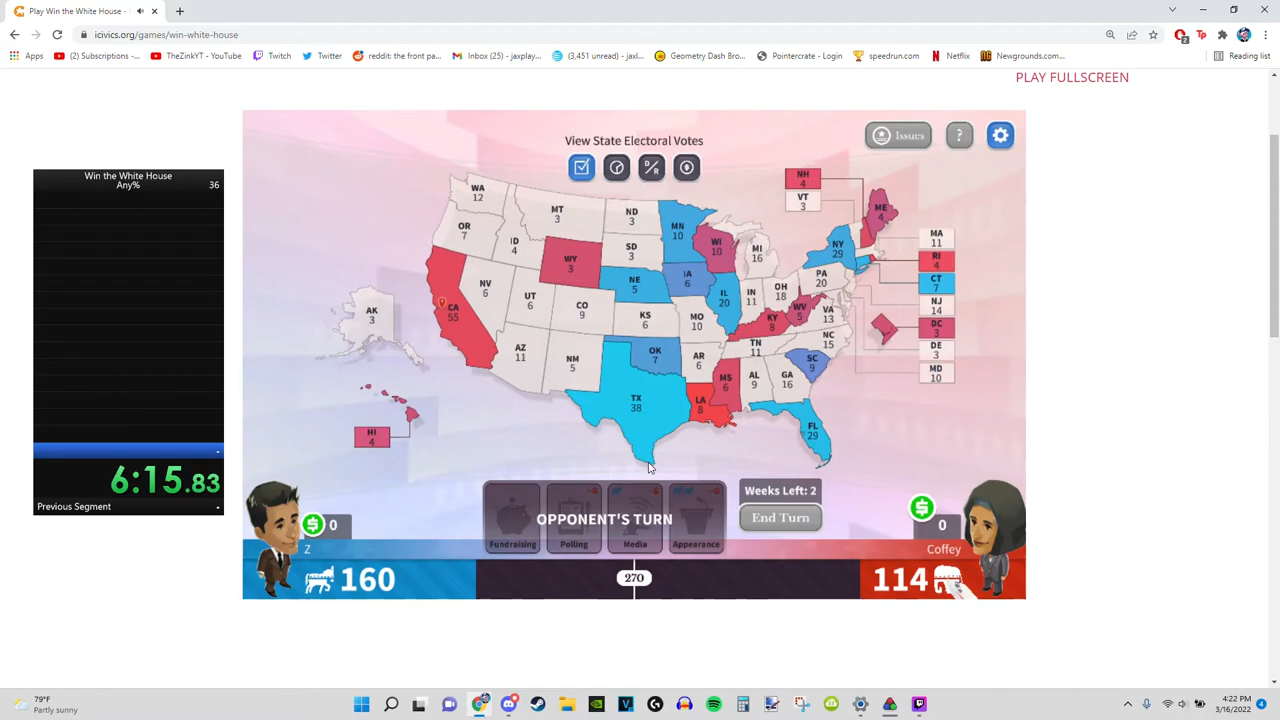 Play Win the White House -
icivics.org/games/win-white-house
Apps
(2) Subscriptions -...
TheZinkYT - YouTube
Twitch
Twitter
reddit: the front pa...
Inbox (25) - jaxplay...
(3,451 unread) - jaxl...
Geometry Dash Bro...
Pointercrate - Login
speedrun.com
Netflix
Newgrounds.com...
Reading list
PLAY FULLSCREEN
View State Electoral Votes
Issues
?
D/R
Win the White House
Any%
36
-
6:15.83
Previous Segment
-
WA
12
OR
7
CA
55
NV
6
ID
4
MT
3
WY
3
UT
6
AZ
11
CO
9
NM
5
ND
3
SD
3
NE
5
KS
6
OK
7
TX
38
MN
10
IA
6
MO
10
AR
6
LA
8
WI
10
IL
20
MS
6
MI
16
IN
11
KY
8
TN
11
AL
9
OH
18
WV
5
GA
16
FL
29
SC
9
NC
15
VA
13
PA
20
NY
29
ME
4
NH
4
VT
3
MA
11
RI
4
CT
7
NJ
14
DC
3
DE
3
MD
10
AK
3
HI
4
Weeks Left: 2
End Turn
OPPONENT'S TURN
Fundraising
Polling
Media
Appearance
$ 0
Z
160
270
$ 0
Coffey
114
79°F
Partly sunny
4:22 PM
3/16/2022